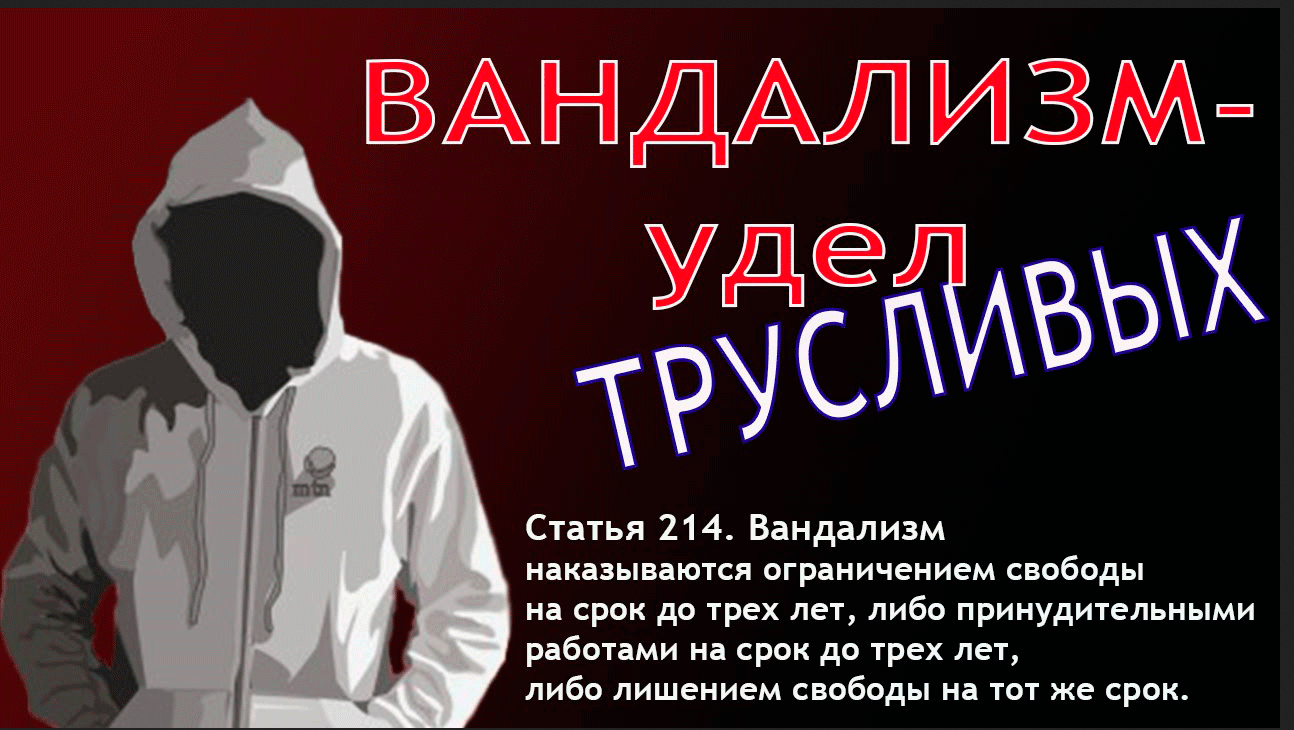 ВАНДАЛИЗМ-
удел
ТРУСЛИВЫХ
mtn
Статья 214. Вандализм
наказываются ограничением свободы
на срок до трех лет, либо принудительными
работами на срок до трех лет,
либо лишением свободы на тот же срок.